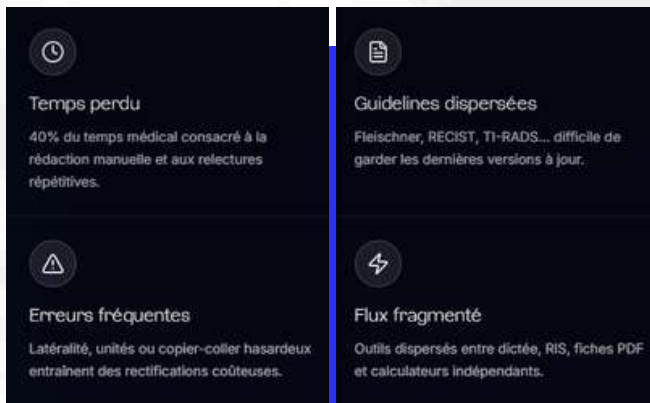 Temps perdu
40% du temps médical consacré à la
rédaction manuelle et aux relectures
répétitives.
Guidelines dispersées
Fleischner, RECIST, TI-RADS... difficile de
garder les dernières versions à jour.
Erreurs fréquentes
Latéralité, unités ou copier-coller hasardeux
entraînent des rectifications coûteuses.
Flux fragmenté
Outils dispersés entre dictée, RIS, fiches PDF
et calculateurs indépendants.